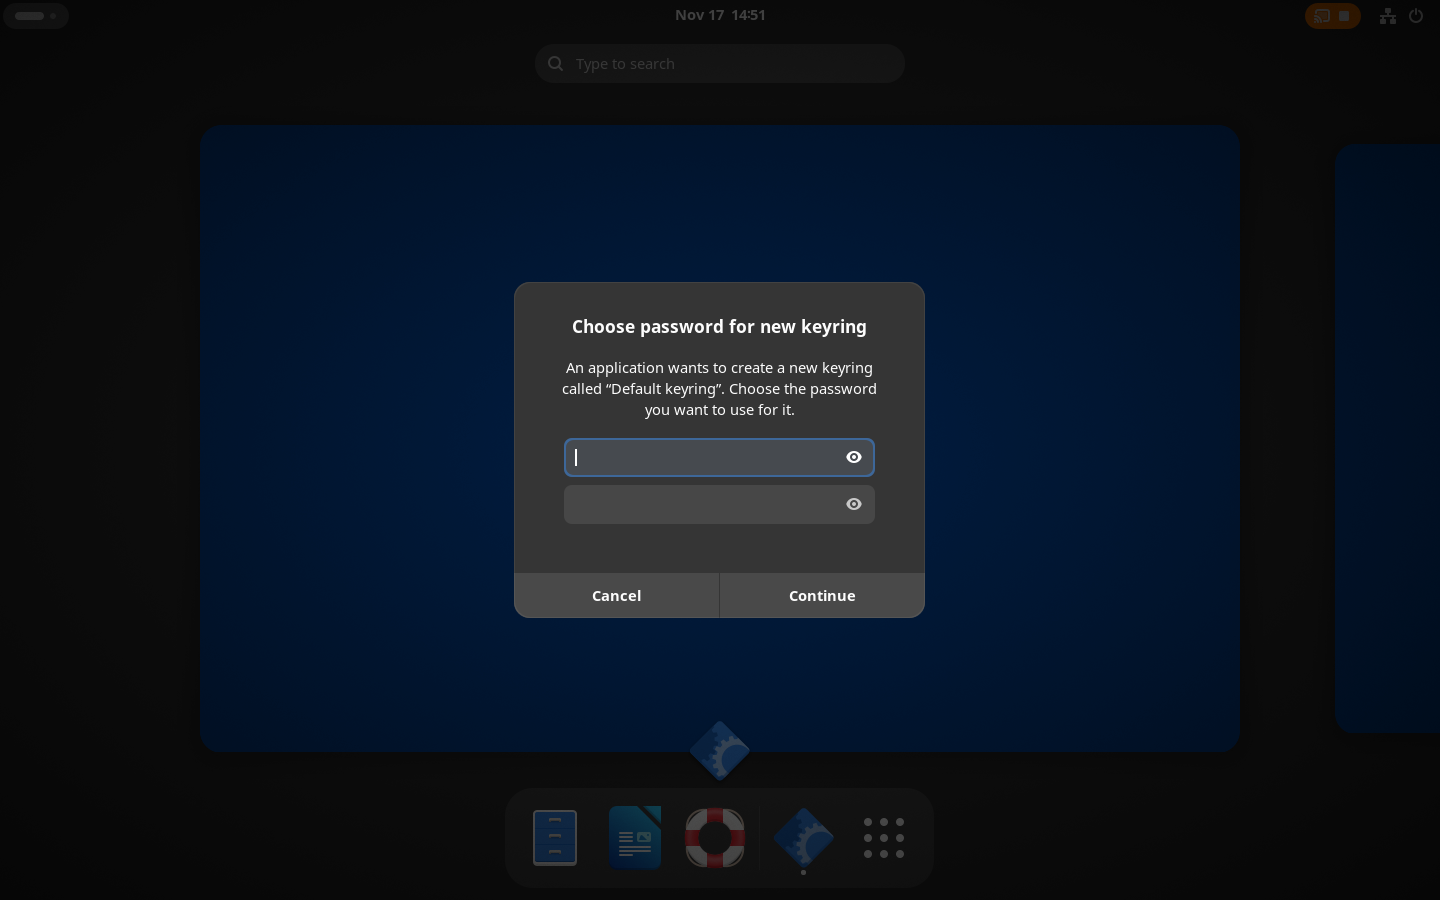 Nov 17 14:51
Type to search
Choose password for new keyring
An application wants to create a new keyring
called “Default keyring”. Choose the password
you want to use for it.
Cancel
Continue